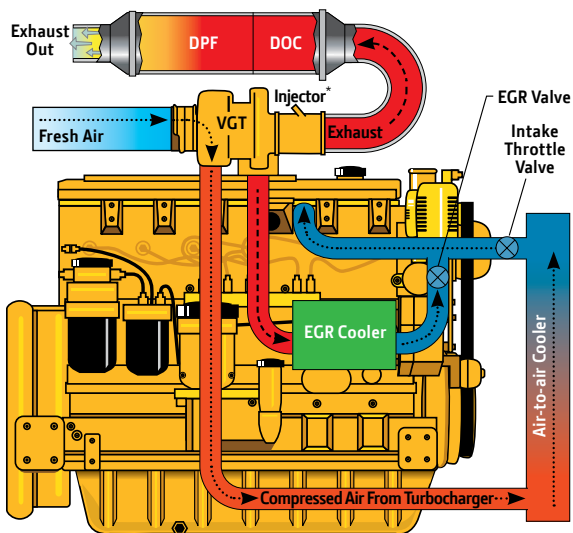 Exhaust
Out
DPF
DOC
Injector*
EGR Valve
Fresh Air
VGT
Exhaust
Intake
Throttle
Valve
EGR Cooler
Air-to-air Cooler
Compressed Air From Turbocharger